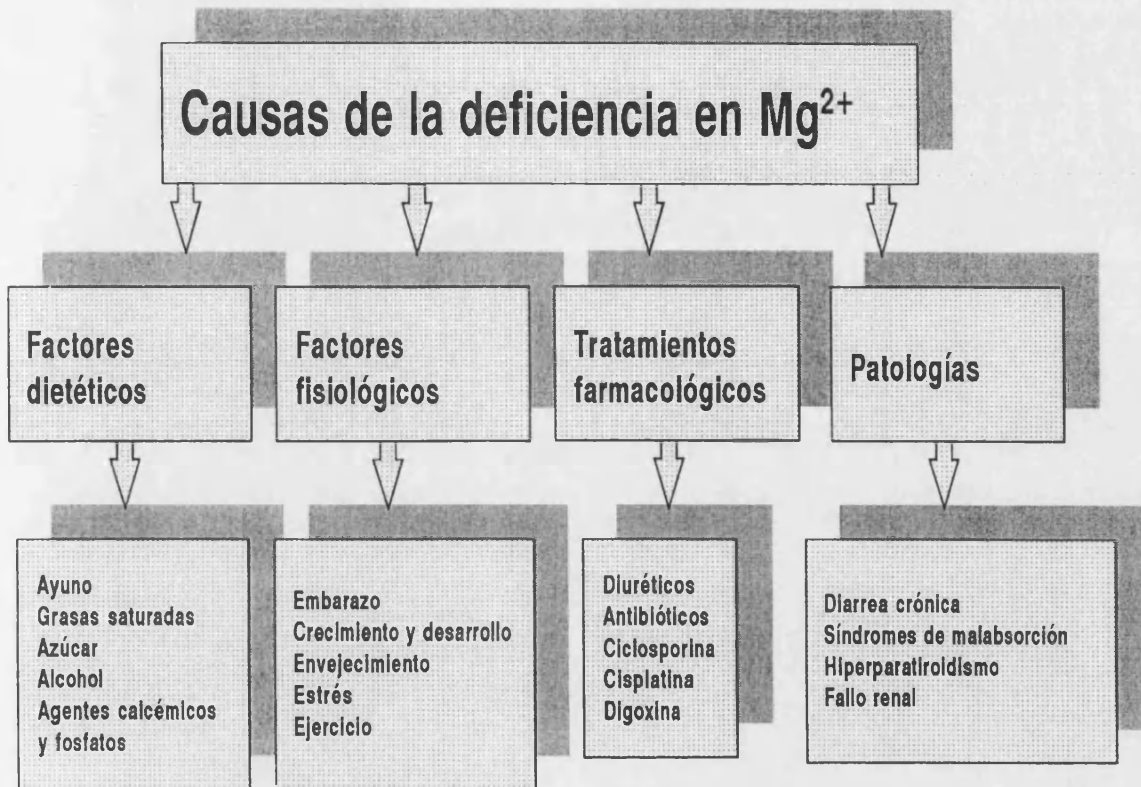 Causas de la deficiencia en Mg²⁺
Factores
dietéticos
Factores
fisiológicos
Tratamientos
farmacológicos
Patologías
Ayuno
Grasas saturadas
Azúcar
Alcohol
Agentes calcémicos
y fosfatos
Embarazo
Crecimiento y desarrollo
Envejecimiento
Estrés
Ejercicio
Diuréticos
Antibióticos
Ciclosporina
Cisplatina
Digoxina
Diarrea crónica
Síndromes de malabsorción
Hiperparatiroidismo
Fallo renal